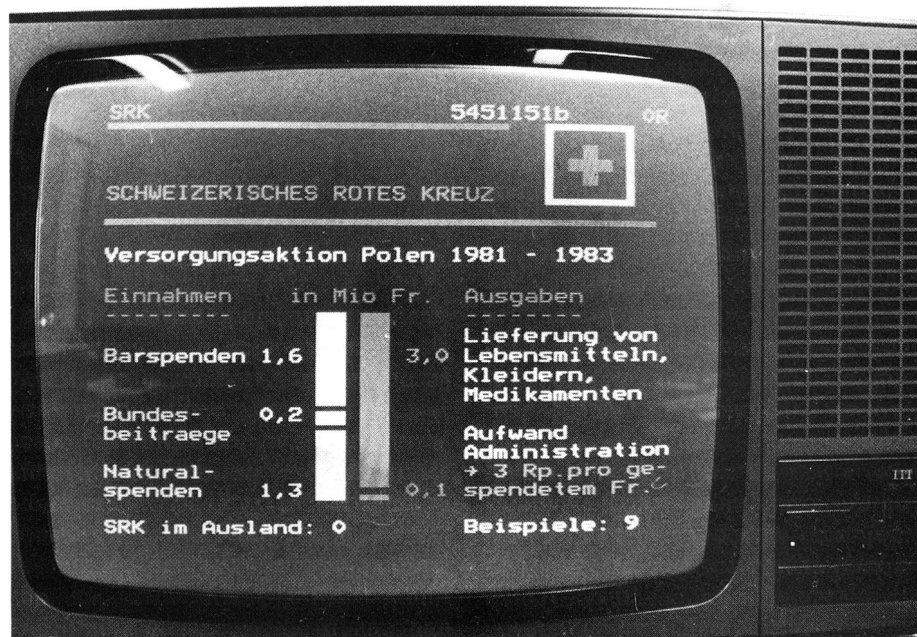 SRK 5451151b OR
SCHWEIZERISCHES ROTES KREUZ
Versorgungsaktion Polen 1981 - 1983
Einnahmen in Mio Fr. Ausgaben
Barspenden 1,6
Bundes- 0,2
beitraege
Natural-
spenden 1,3
3,0 Lieferung von
Lebensmitteln,
Kleidern,
Medikamenten
Aufwand
Administration
→ 3 Rp.pro ge-
0,1 spendetem Fr.
SRK im Ausland: 0 Beispiele: 9
ITT